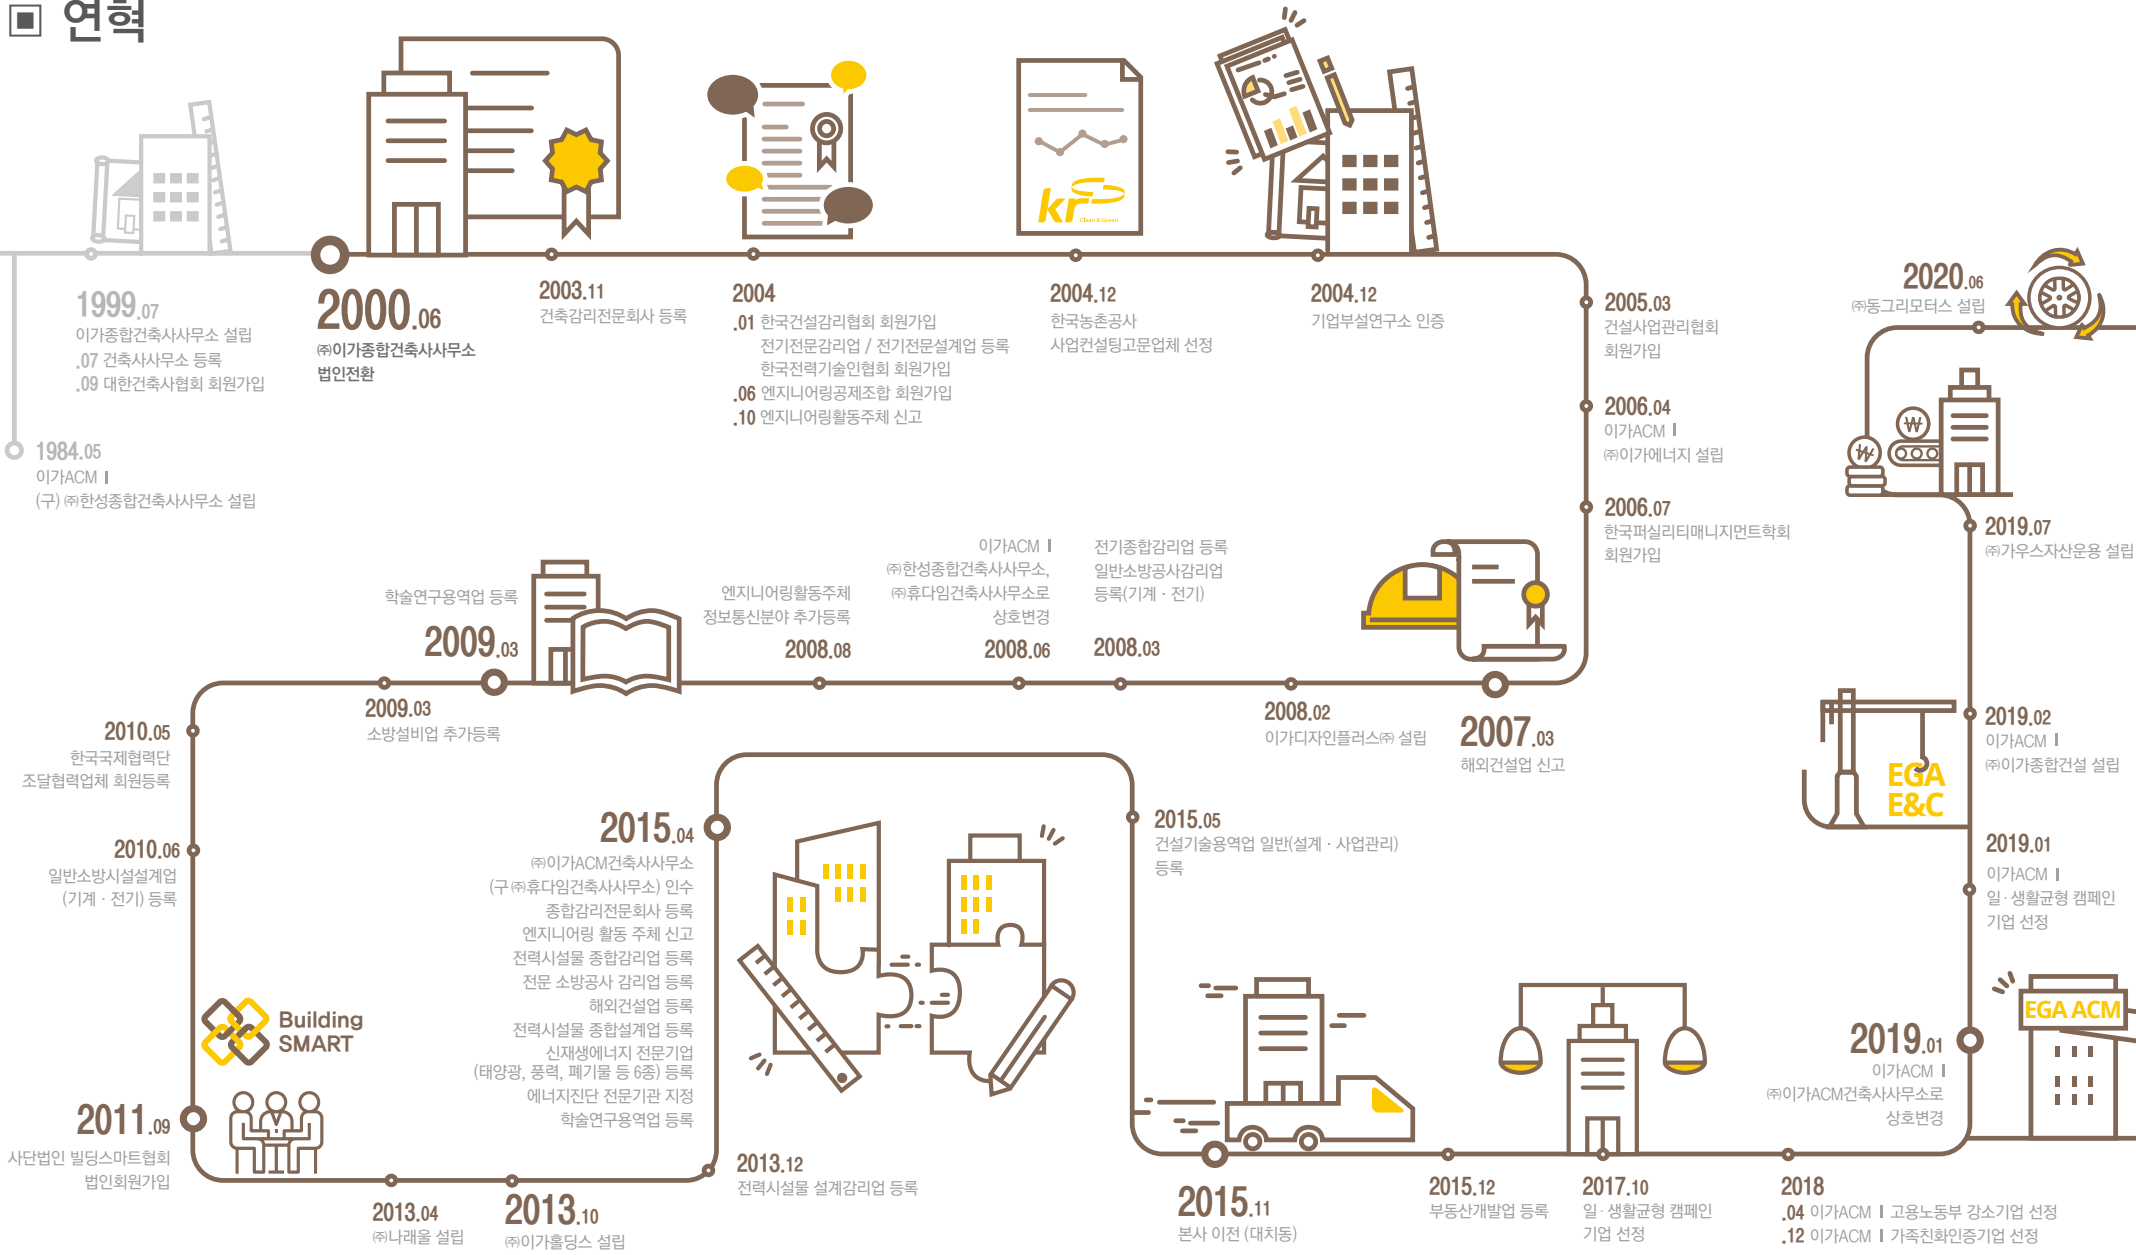 ▣ 연혁
1984.05
이가ACM I
(구) ㈜한성종합건축사사무소 설립
1999.07
이가종합건축사사무소 설립
.07 건축사사무소 등록
.09 대한건축사협회 회원가입
2000.06
㈜이가종합건축사사무소
법인전환
2003.11
건축감리전문회사 등록
2004
.01 한국건설감리협회 회원가입
전기전문감리업 / 전기전문설계업 등록
한국전력기술인협회 회원가입
.06 엔지니어링공제조합 회원가입
.10 엔지니어링활동주체 신고
kr
Clean & Green
2004.12
한국농촌공사
사업컨설팅고문업체 선정
2004.12
기업부설연구소 인증
2005.03
건설사업관리협회
회원가입
2006.04
이가ACM I
㈜이가에너지 설립
2006.07
한국퍼실리티매니지먼트학회
회원가입
2007.03
해외건설업 신고
2008.02
이가디자인플러스㈜ 설립
전기종합감리업 등록
일반소방공사감리업
등록(기계 · 전기)
2008.03
이가ACM I
㈜한성종합건축사사무소,
㈜휴다임건축사사무소로
상호변경
2008.06
엔지니어링활동주체
정보통신분야 추가등록
2008.08
학술연구용역업 등록
2009.03
2009.03
소방설비업 추가등록
2010.05
한국국제협력단
조달협력업체 회원등록
2010.06
일반소방시설설계업
(기계 · 전기) 등록
Building
SMART
2011.09
사단법인 빌딩스마트협회
법인회원가입
2013.04
㈜나래울 설립
2013.10
㈜이가홀딩스 설립
2013.12
전력시설물 설계감리업 등록
2015.04
㈜이가ACM건축사사무소
(구㈜휴다임건축사사무소) 인수
종합감리전문회사 등록
엔지니어링 활동 주체 신고
전력시설물 종합감리업 등록
전문 소방공사 감리업 등록
해외건설업 등록
전력시설물 종합설계업 등록
신재생에너지 전문기업
(태양광, 풍력, 폐기물 등 6종) 등록
에너지진단 전문기관 지정
학술연구용역업 등록
2015.05
건설기술용역업 일반(설계 · 사업관리)
등록
2015.11
본사 이전 (대치동)
2015.12
부동산개발업 등록
2017.10
일 · 생활균형 캠페인
기업 선정
2018
.04 이가ACM I 고용노동부 강소기업 선정
.12 이가ACM I 가족친화인증기업 선정
2019.01
이가ACM I
㈜이가ACM건축사사무소로
상호변경
EGA ACM
2019.01
이가ACM I
일 · 생활균형 캠페인
기업 선정
EGA
E&C
2019.02
이가ACM I
㈜이가종합건설 설립
2019.07
㈜가우스자산운용 설립
₩
₩
2020.06
㈜동그리모터스 설립